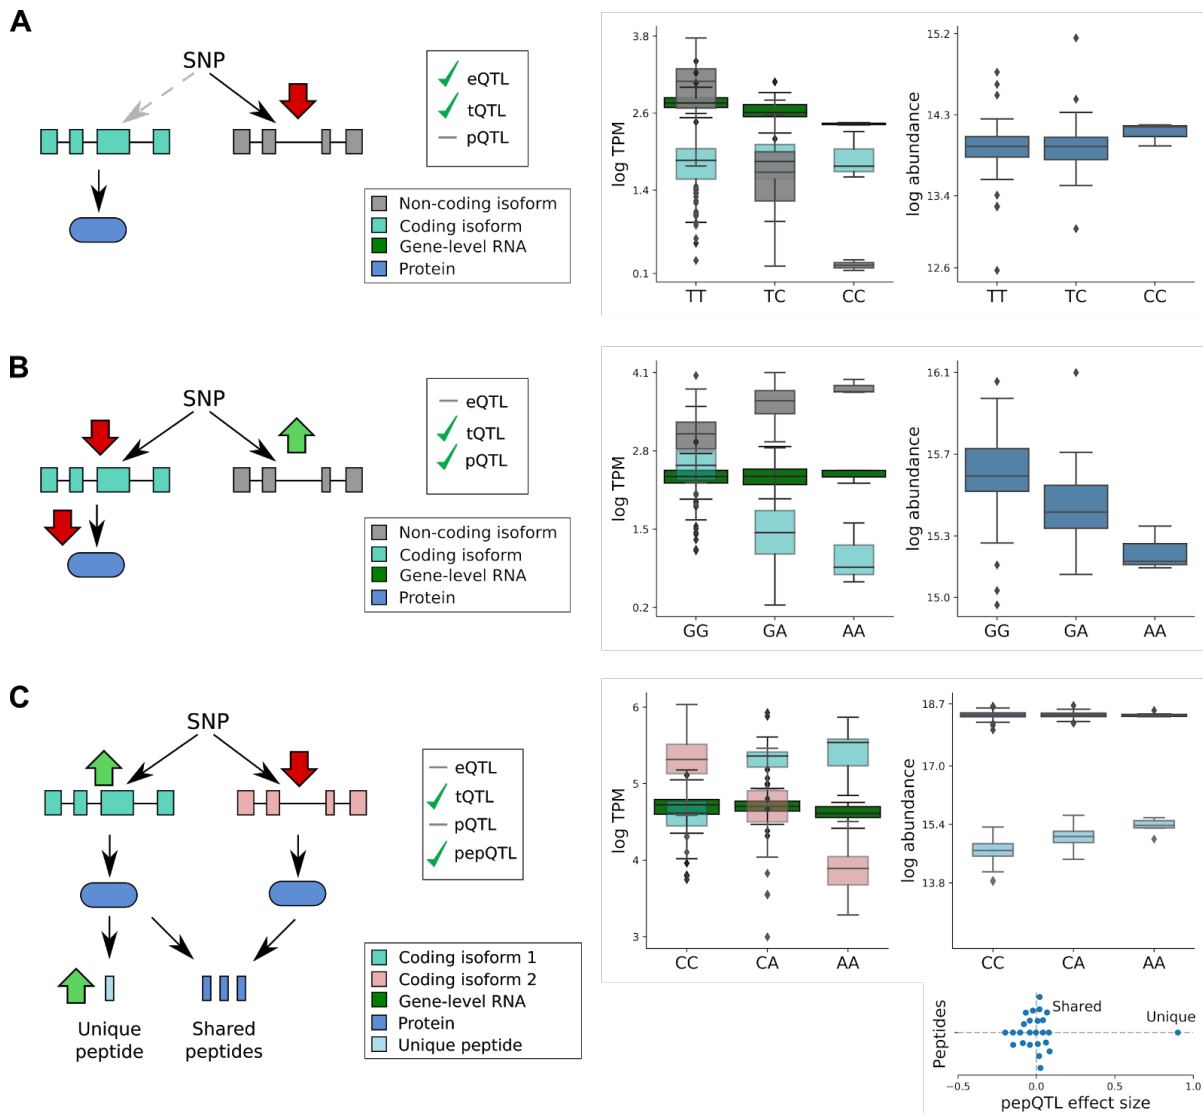 A
SNP
eQTL
tQTL
pQTL
Non-coding isoform
Coding isoform
Gene-level RNA
Protein
log TPM
3.8
2.6
1.4
0.1
TT
TC
CC
log abundance
15.2
14.3
13.4
12.6
TT
TC
CC
B
SNP
eQTL
tQTL
pQTL
Non-coding isoform
Coding isoform
Gene-level RNA
Protein
log TPM
4.1
2.8
1.5
0.2
GG
GA
AA
log abundance
16.1
15.7
15.3
15.0
GG
GA
AA
C
SNP
eQTL
tQTL
pQTL
pepQTL
Unique
peptide
Shared
peptides
Coding isoform 1
Coding isoform 2
Gene-level RNA
Protein
Unique peptide
log TPM
6
5
4
3
CC
CA
AA
log abundance
18.7
17.0
15.4
13.8
CC
CA
AA
Peptides
Shared
Unique
−0.5
0.0
0.5
1.0
pepQTL effect size